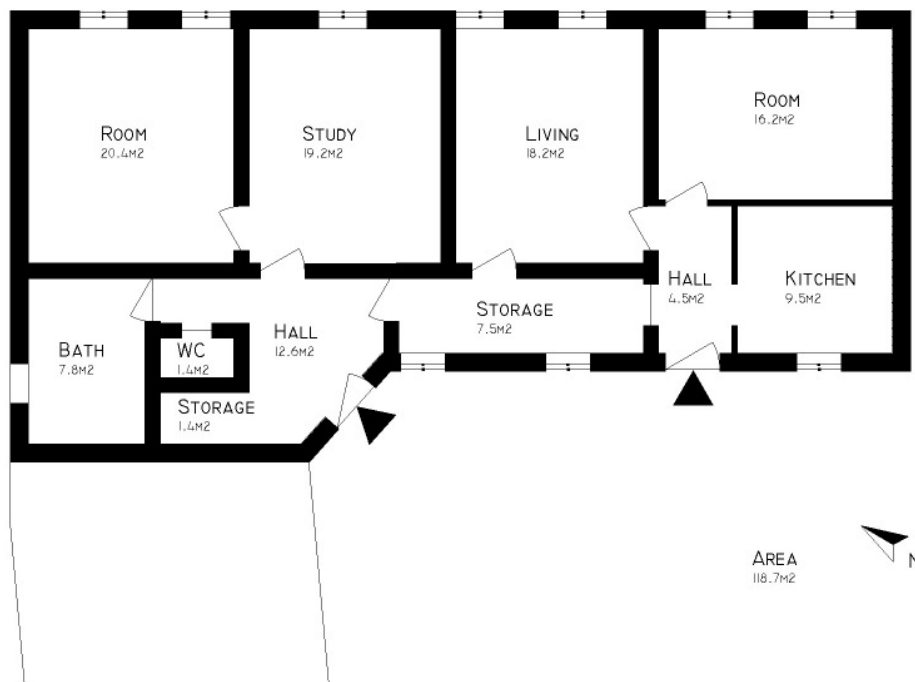 ROOM
20.4M2
STUDY
19.2M2
LIVING
18.2M2
ROOM
16.2M2
HALL
4.5M2
KITCHEN
9.5M2
STORAGE
7.5M2
HALL
12.6M2
BATH
7.8M2
WC
1.4M2
STORAGE
1.4M2
AREA
118.7M2
N